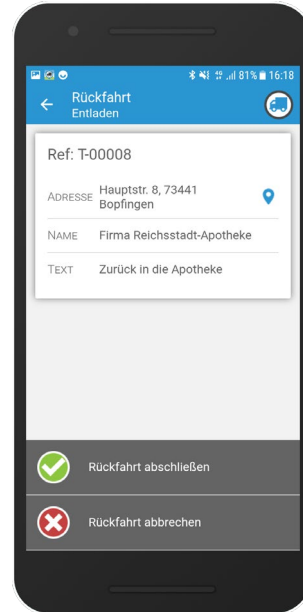 81% 16:18
Rückfahrt
Entladen
Ref: T-00008
ADRESSE Hauptstr. 8, 73441
Bopfingen
NAME Firma Reichsstadt-Apotheke
TEXT Zurück in die Apotheke
Rückfahrt abschließen
Rückfahrt abbrechen